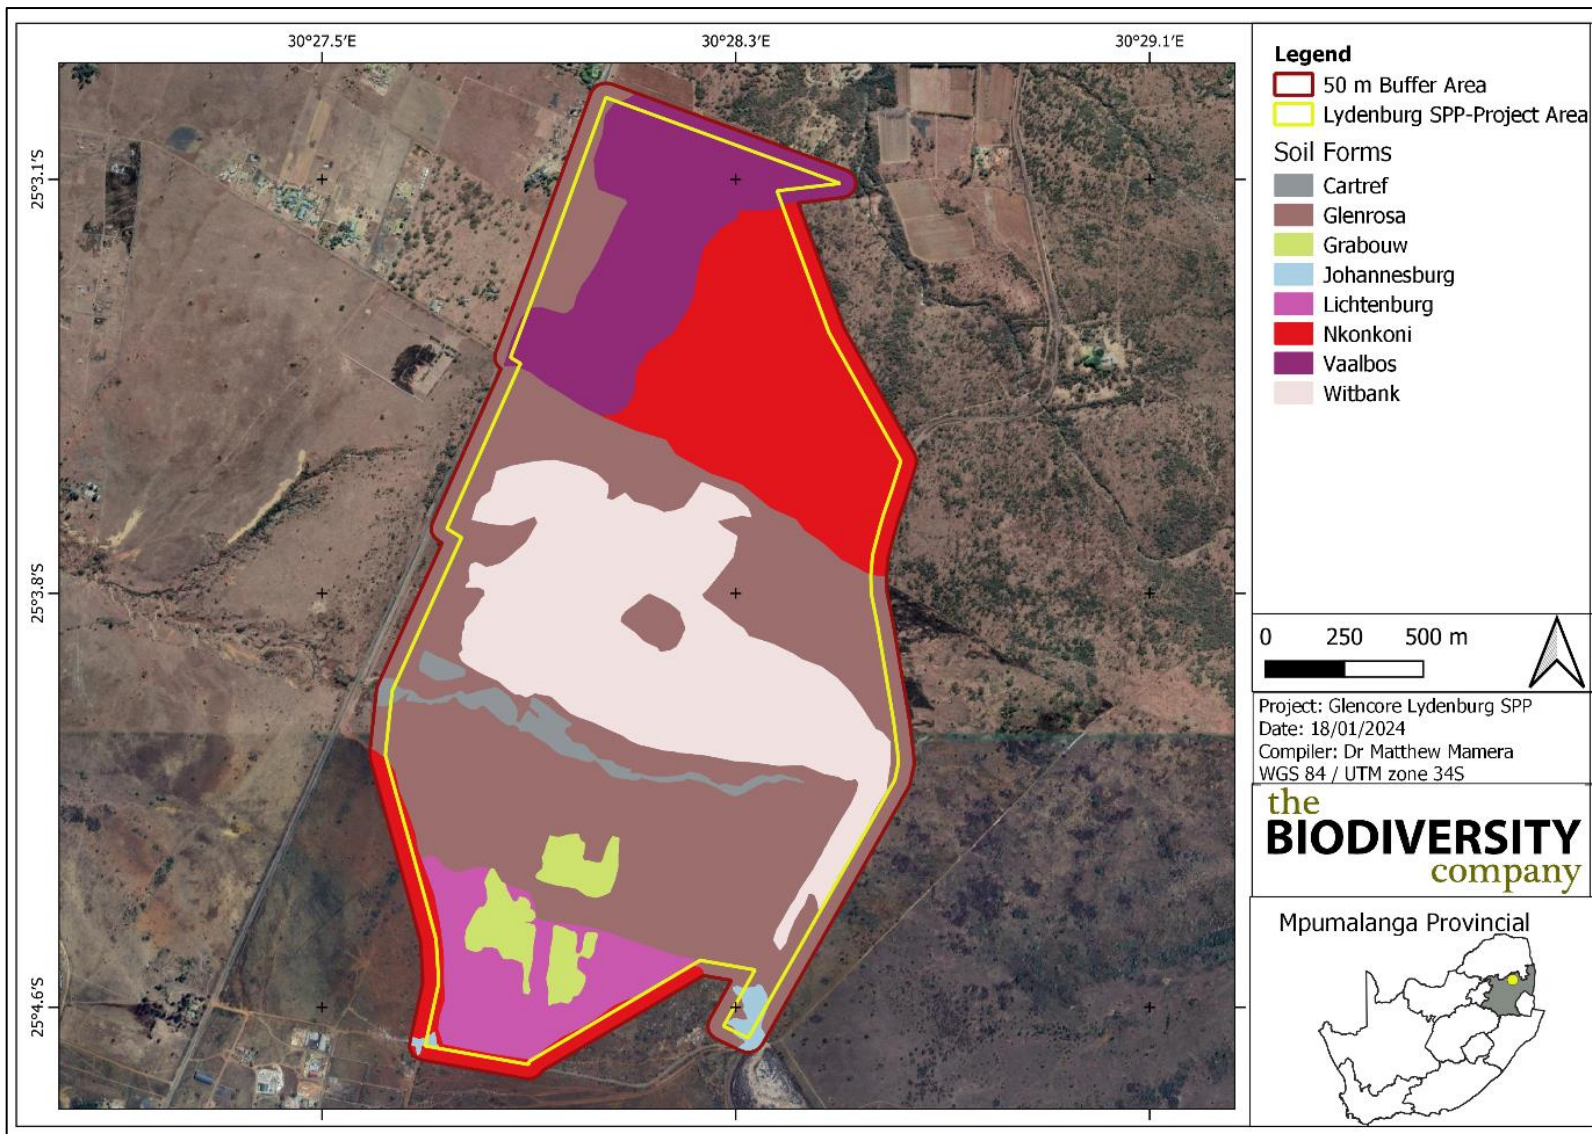 30°27.5'E
30°28.3'E
30°29.1'E
25°3.1'S
25°3.8'S
25°4.6'S
Legend
50 m Buffer Area
Lydenburg SPP-Project Area
Soil Forms
Cartref
Glenrosa
Grabouw
Johannesburg
Lichtenburg
Nkonkoni
Vaalbos
Witbank
0 250 500 m
Project: Glencore Lydenburg SPP
Date: 18/01/2024
Compiler: Dr Matthew Mamera
WGS 84 / UTM zone 34S
the
BIODIVERSITY
company
Mpumalanga Provincial